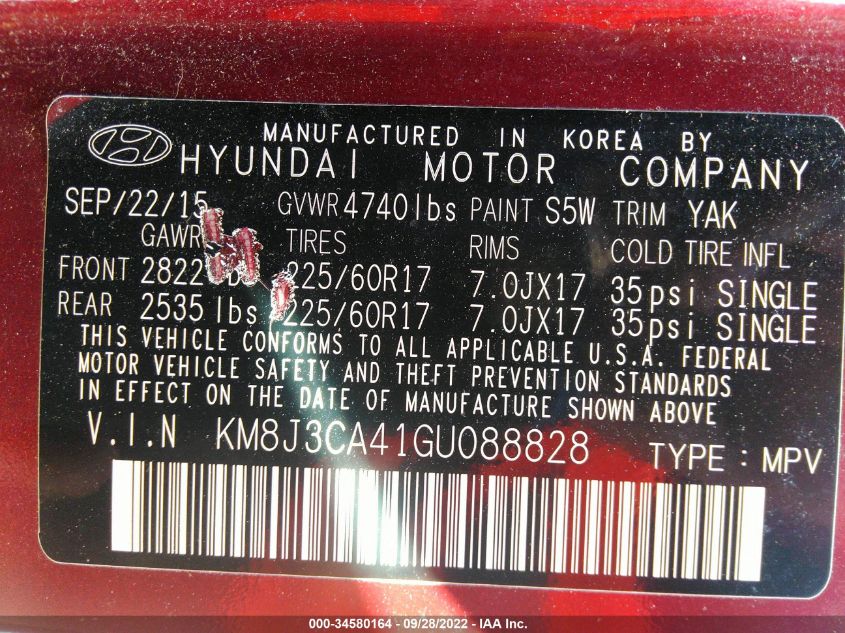 MANUFACTURED IN KOREA BY
HYUNDAI MOTOR COMPANY
SEP/22/15 GVWR 4740 lbs PAINT S5W TRIM YAK
GAWR TIRES RIMS COLD TIRE INFL
FRONT 2822 225/60R17 7.0JX17 35psi SINGLE
REAR 2535 lbs 225/60R17 7.0JX17 35psi SINGLE
THIS VEHICLE CONFORMS TO ALL APPLICABLE U.S.A. FEDERAL
MOTOR VEHICLE SAFETY AND THEFT PREVENTION STANDARDS
IN EFFECT ON THE DATE OF MANUFACTURE SHOWN ABOVE
V.I.N KM8J3CA41GU088828 TYPE : MPV
000-34580164 - 09/28/2022 - IAA Inc.